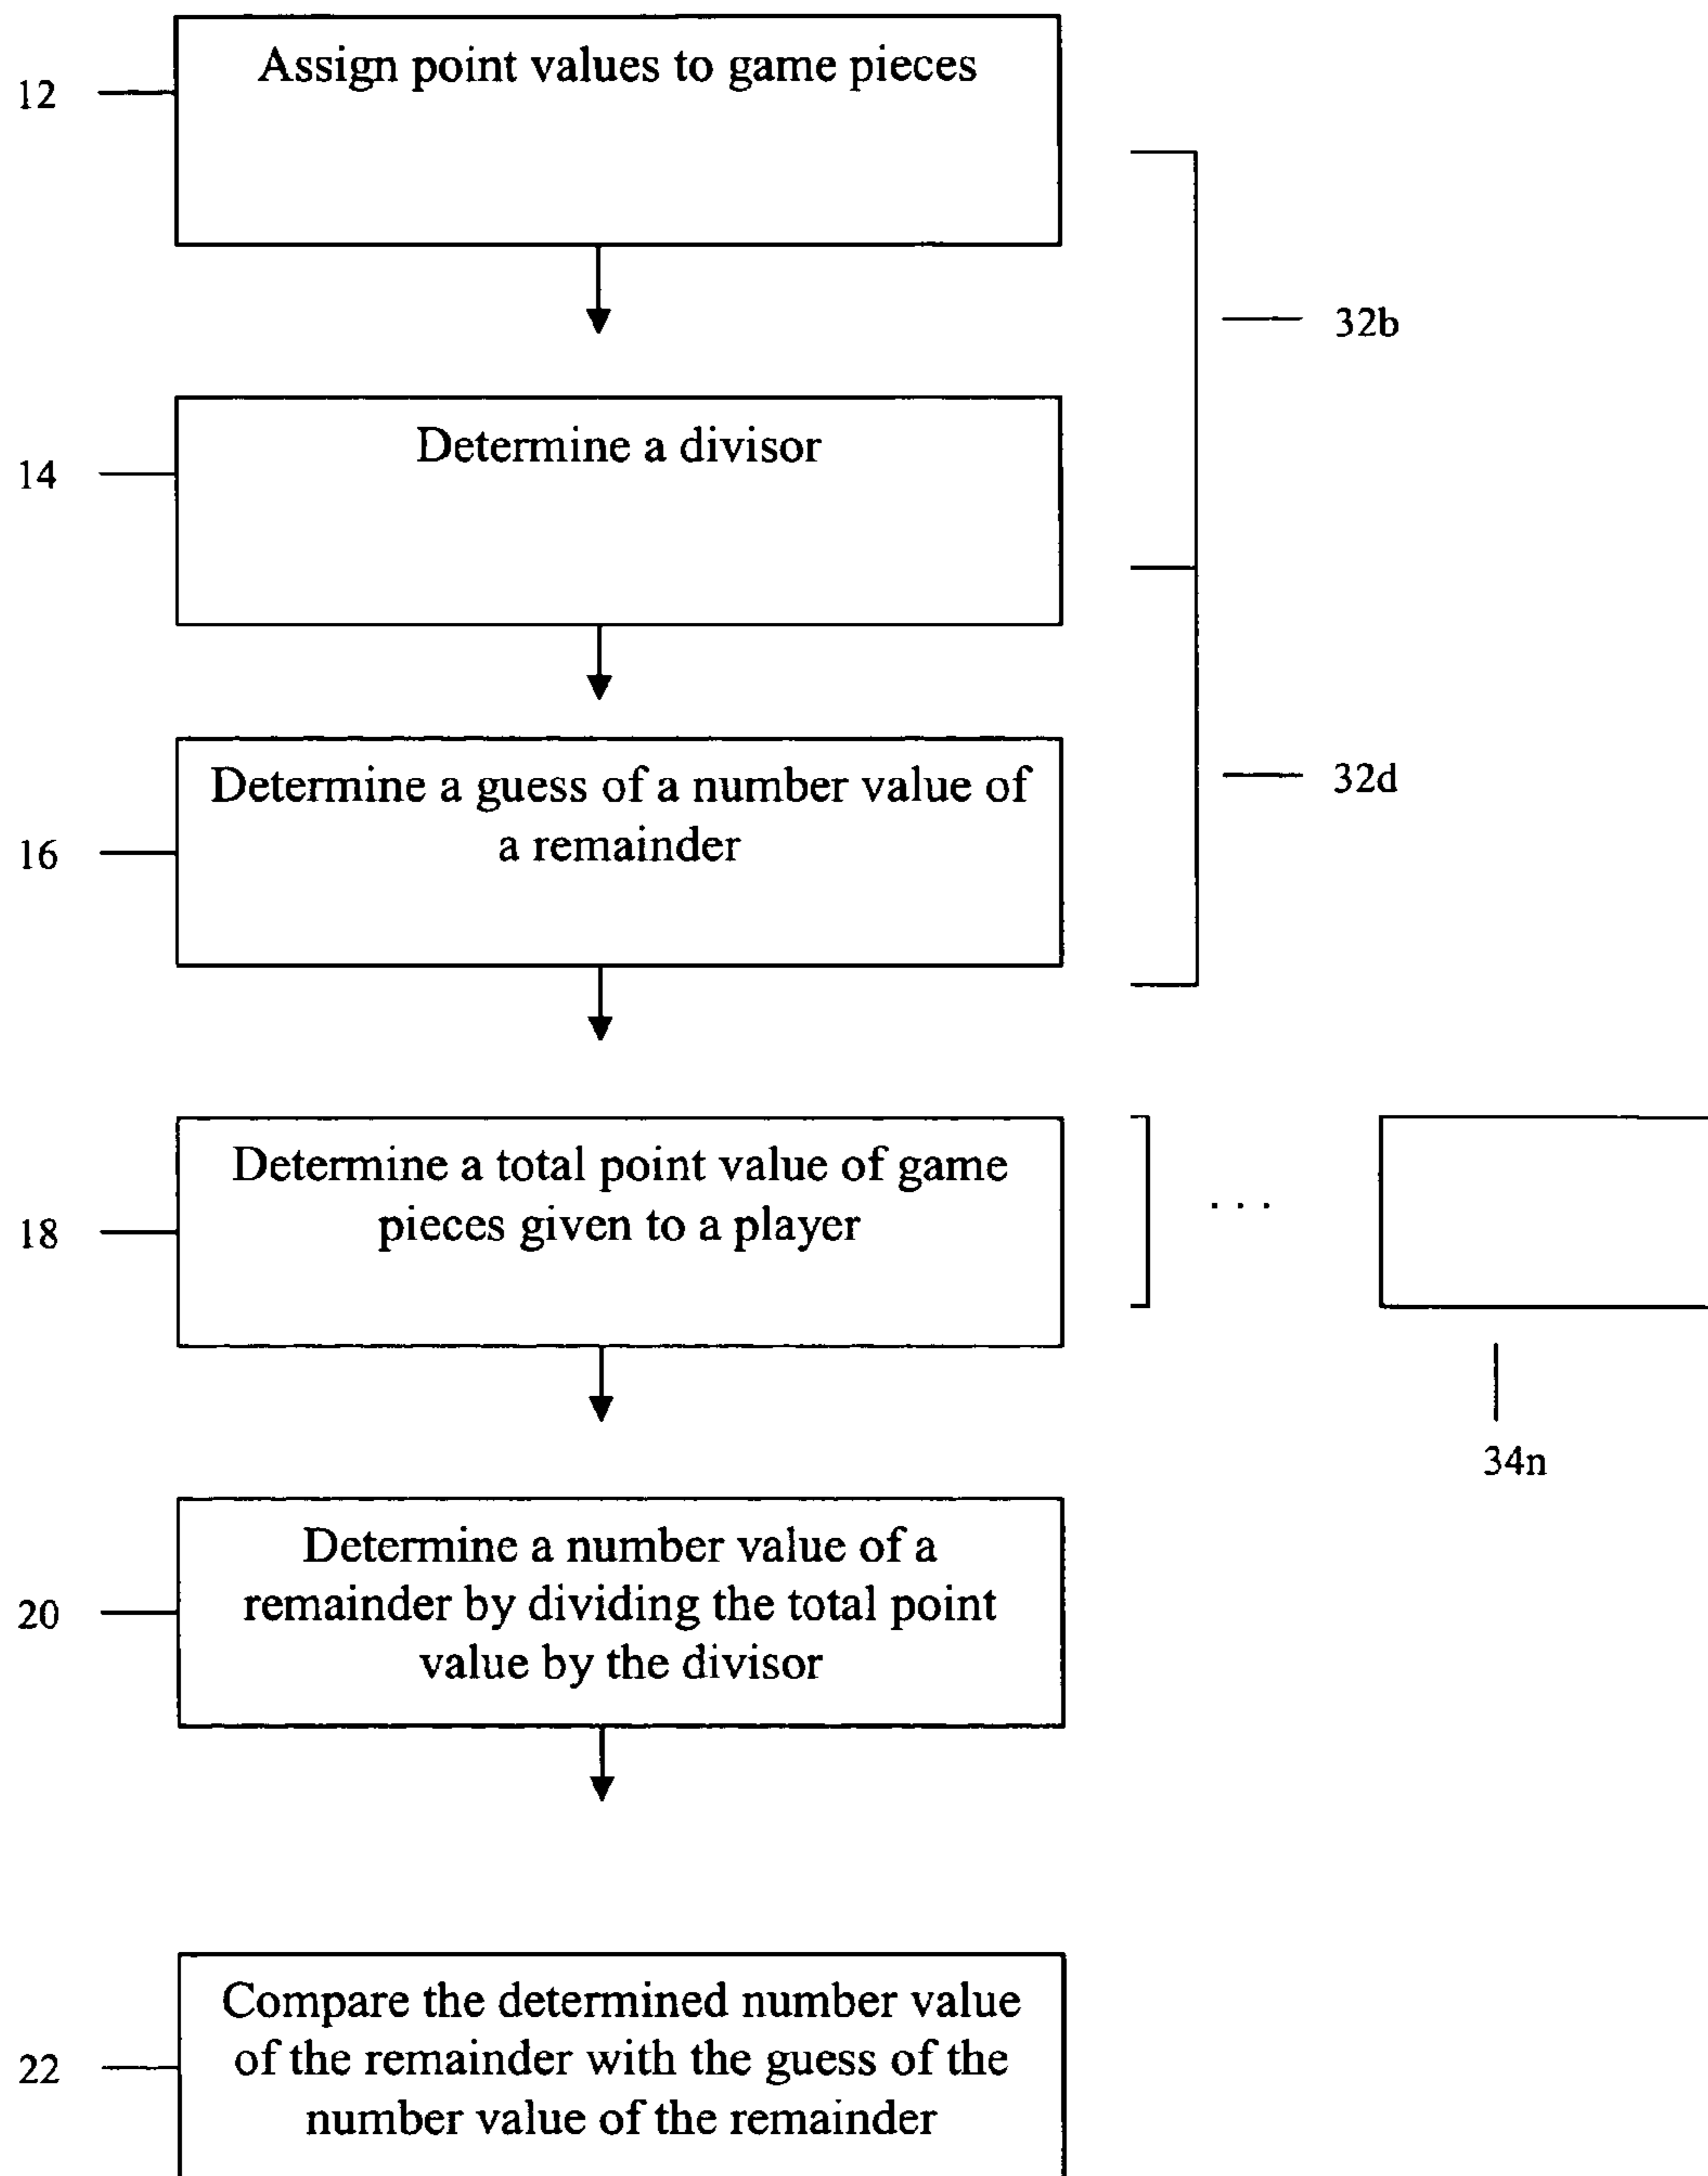 12
Assign point values to game pieces
32b
14
Determine a divisor
Determine a guess of a number value of
a remainder
16
32d
Determine a total point value of game
pieces given to a player
18
. . .
34n
Determine a number value of a
remainder by dividing the total point
value by the divisor
20
Compare the determined number value
of the remainder with the guess of the
number value of the remainder
22